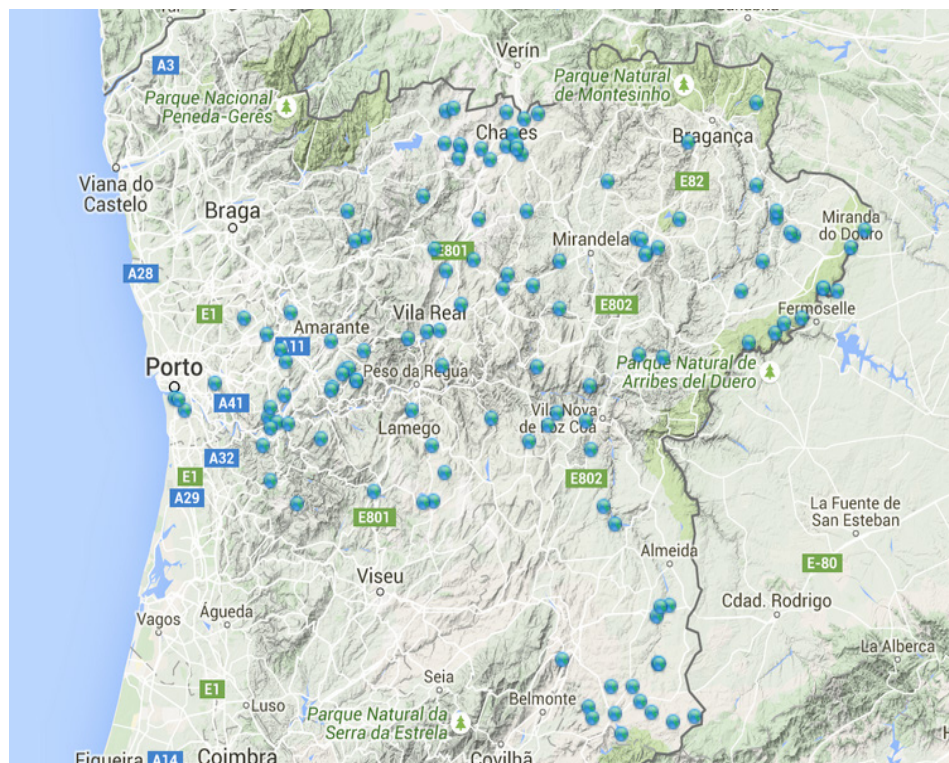 Verín
A3
Parque Natural
de Montesinho
Parque Nacional
Peneda-Gerês
Chaves
Bragança
Viana do
Castelo
E82
Braga
Miranda
do Douro
Mirandela
E801
A28
E802
Fermoselle
E1
Vila Real
Amarante
A11
Porto
Peso da Régua
Parque Natural de
Arribes del Duero
A41
Vila Nova
de Foz Coa
Lamego
A32
E1
E802
A29
La Fuente de
San Esteban
E801
Almeida
E-80
Viseu
Cdad. Rodrigo
Vagos
Águeda
La Alberca
Seia
E1
Belmonte
Luso
Parque Natural da
Serra da Estrela
Figueira
A14
Coimbra
Covilhã